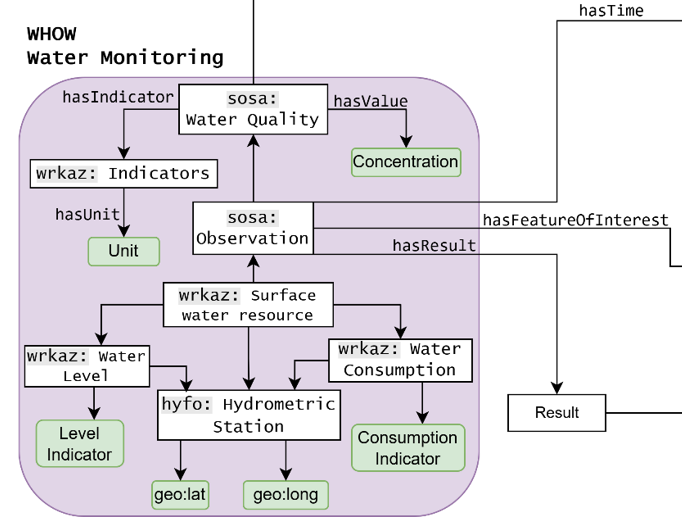 hasTime
WHOW
Water Monitoring
hasIndicator
sosa:
Water Quality
hasValue
Concentration
wrkaz: Indicators
hasUnit
Unit
sosa:
Observation
hasFeatureOfInterest
hasResult
wrkaz: Surface
water resource
wrkaz: Water
Level
wrkaz: Water
Consumption
hyfo: Hydrometric
Station
Result
Level
Indicator
Consumption
Indicator
geo:lat
geo:long